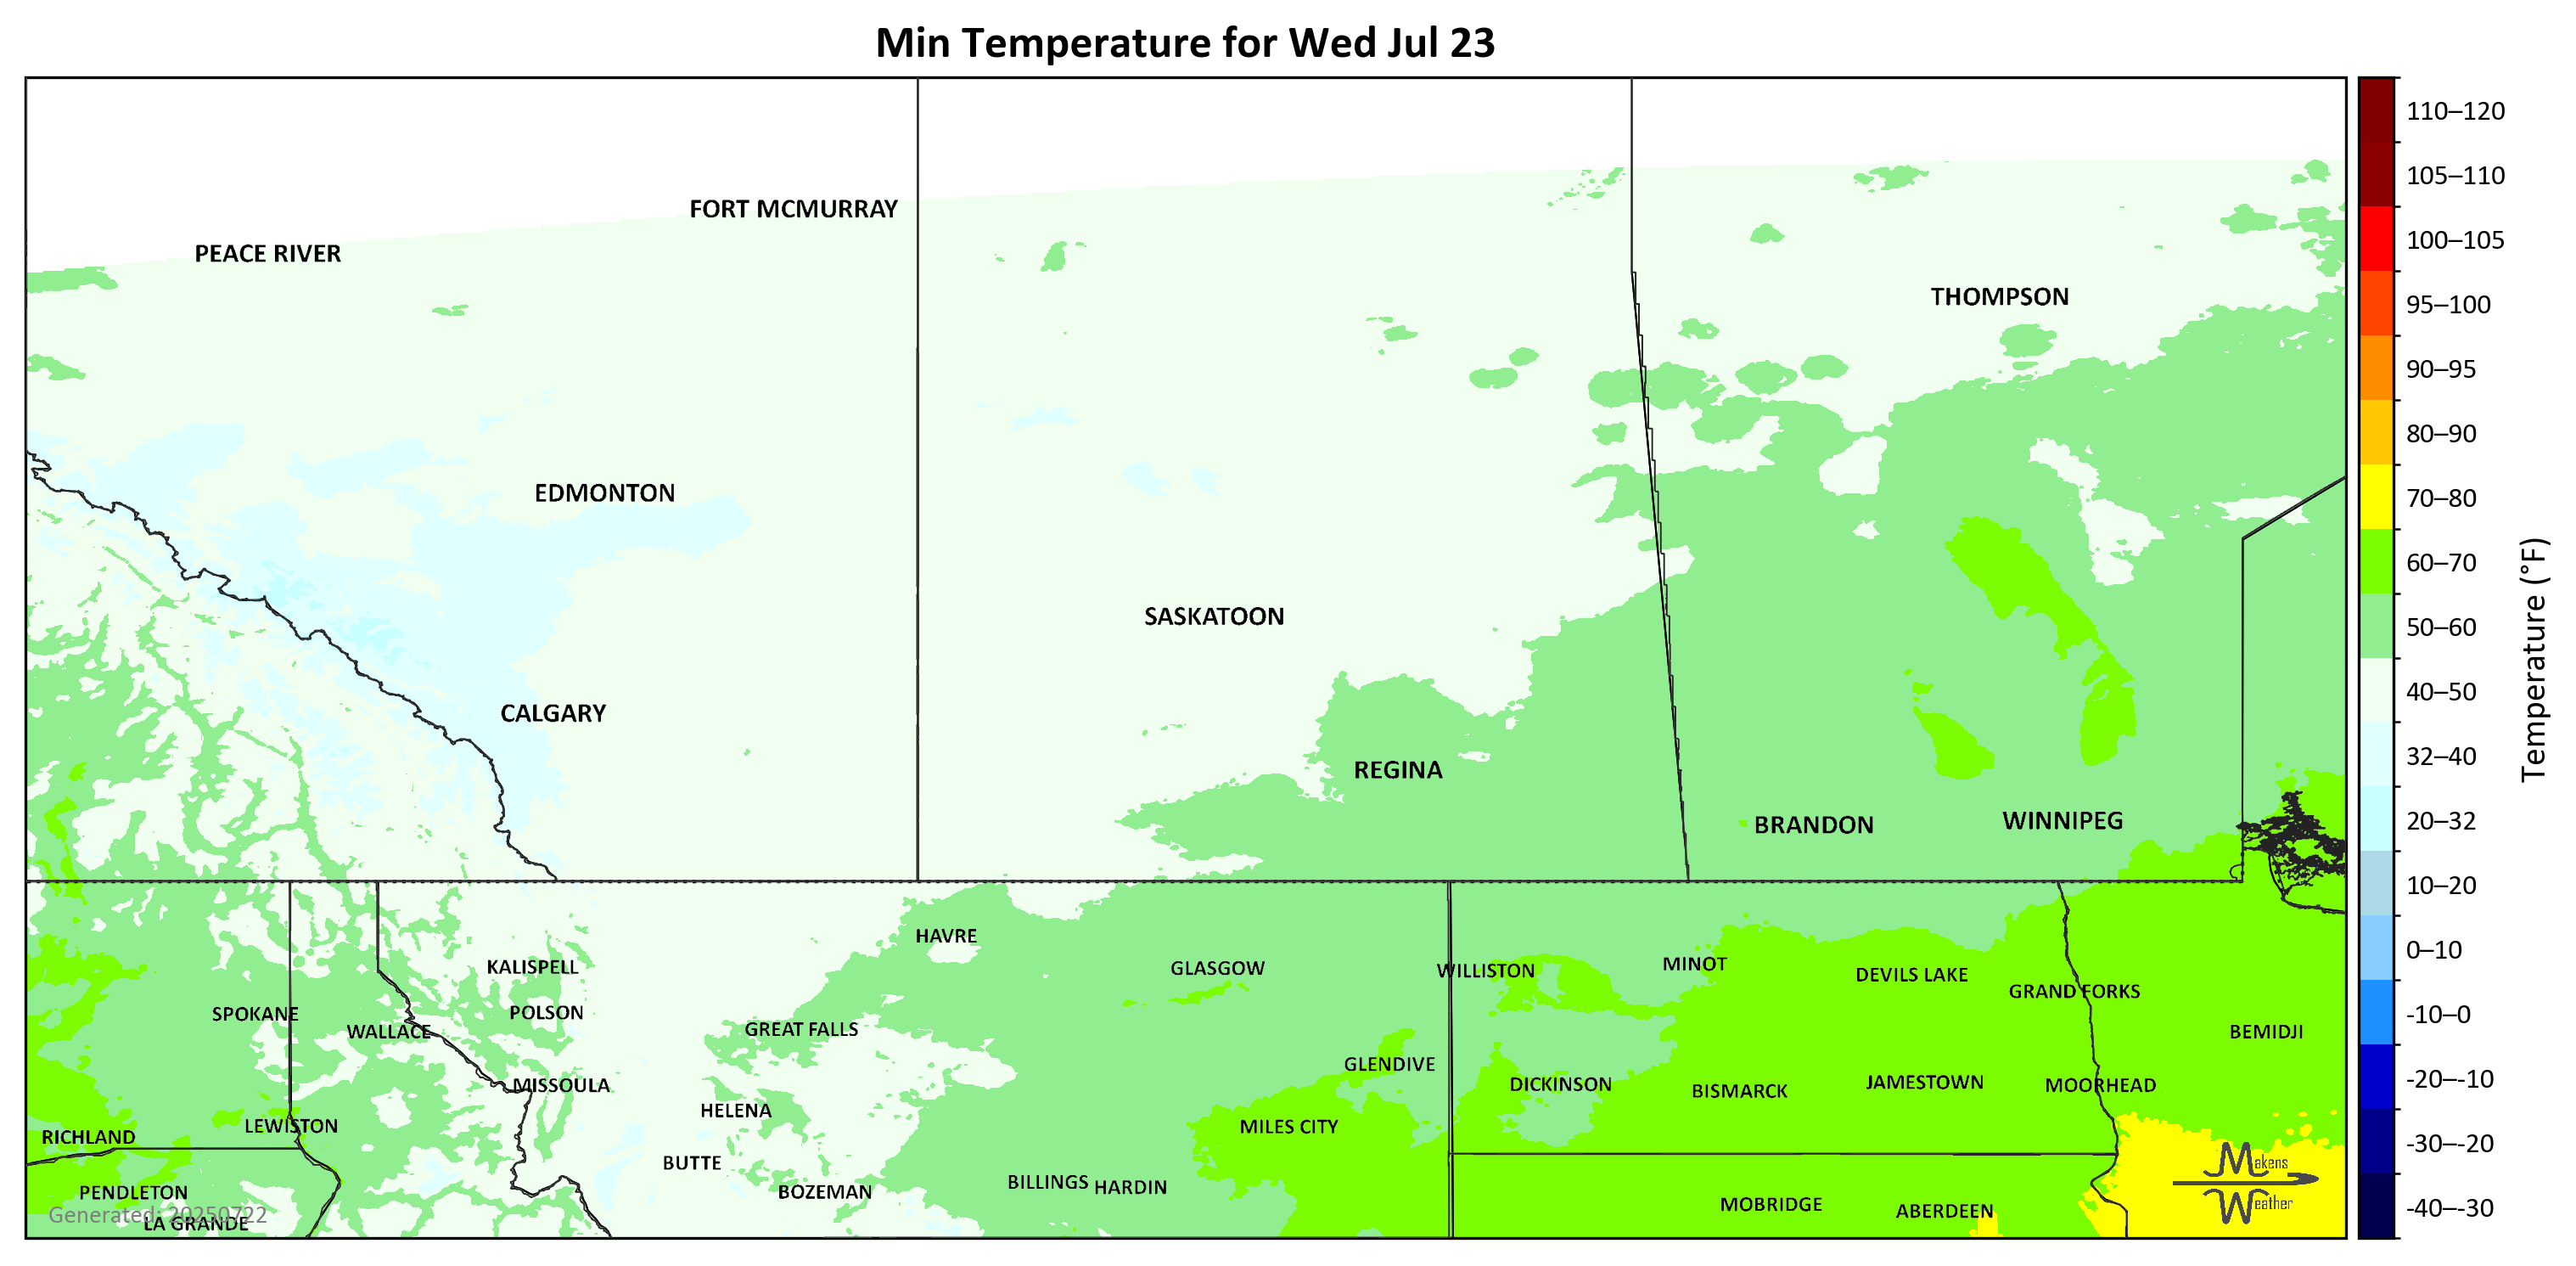 Min Temperature for Wed Jul 23
FORT MCMURRAY
PEACE RIVER
THOMPSON
EDMONTON
SASKATOON
CALGARY
REGINA
BRANDON
WINNIPEG
HAVRE
KALISPELL
GLASGOW
WILLISTON
MINOT
DEVILS LAKE
GRAND FORKS
SPOKANE
POLSON
WALLACE
GREAT FALLS
BEMIDJI
GLENDIVE
MISSOULA
DICKINSON
BISMARCK
JAMESTOWN
MOORHEAD
HELENA
LEWISTON
MILES CITY
RICHLAND
BUTTE
BILLINGS
HARDIN
BOZEMAN
PENDLETON
MOBRIDGE
ABERDEEN
Generated: 20250722
LA GRANDE
Makens
Weather
110–120
105–110
100–105
95–100
90–95
80–90
70–80
60–70
50–60
40–50
32–40
20–32
10–20
0–10
-10–0
-20–-10
-30–-20
-40–-30
Temperature (°F)